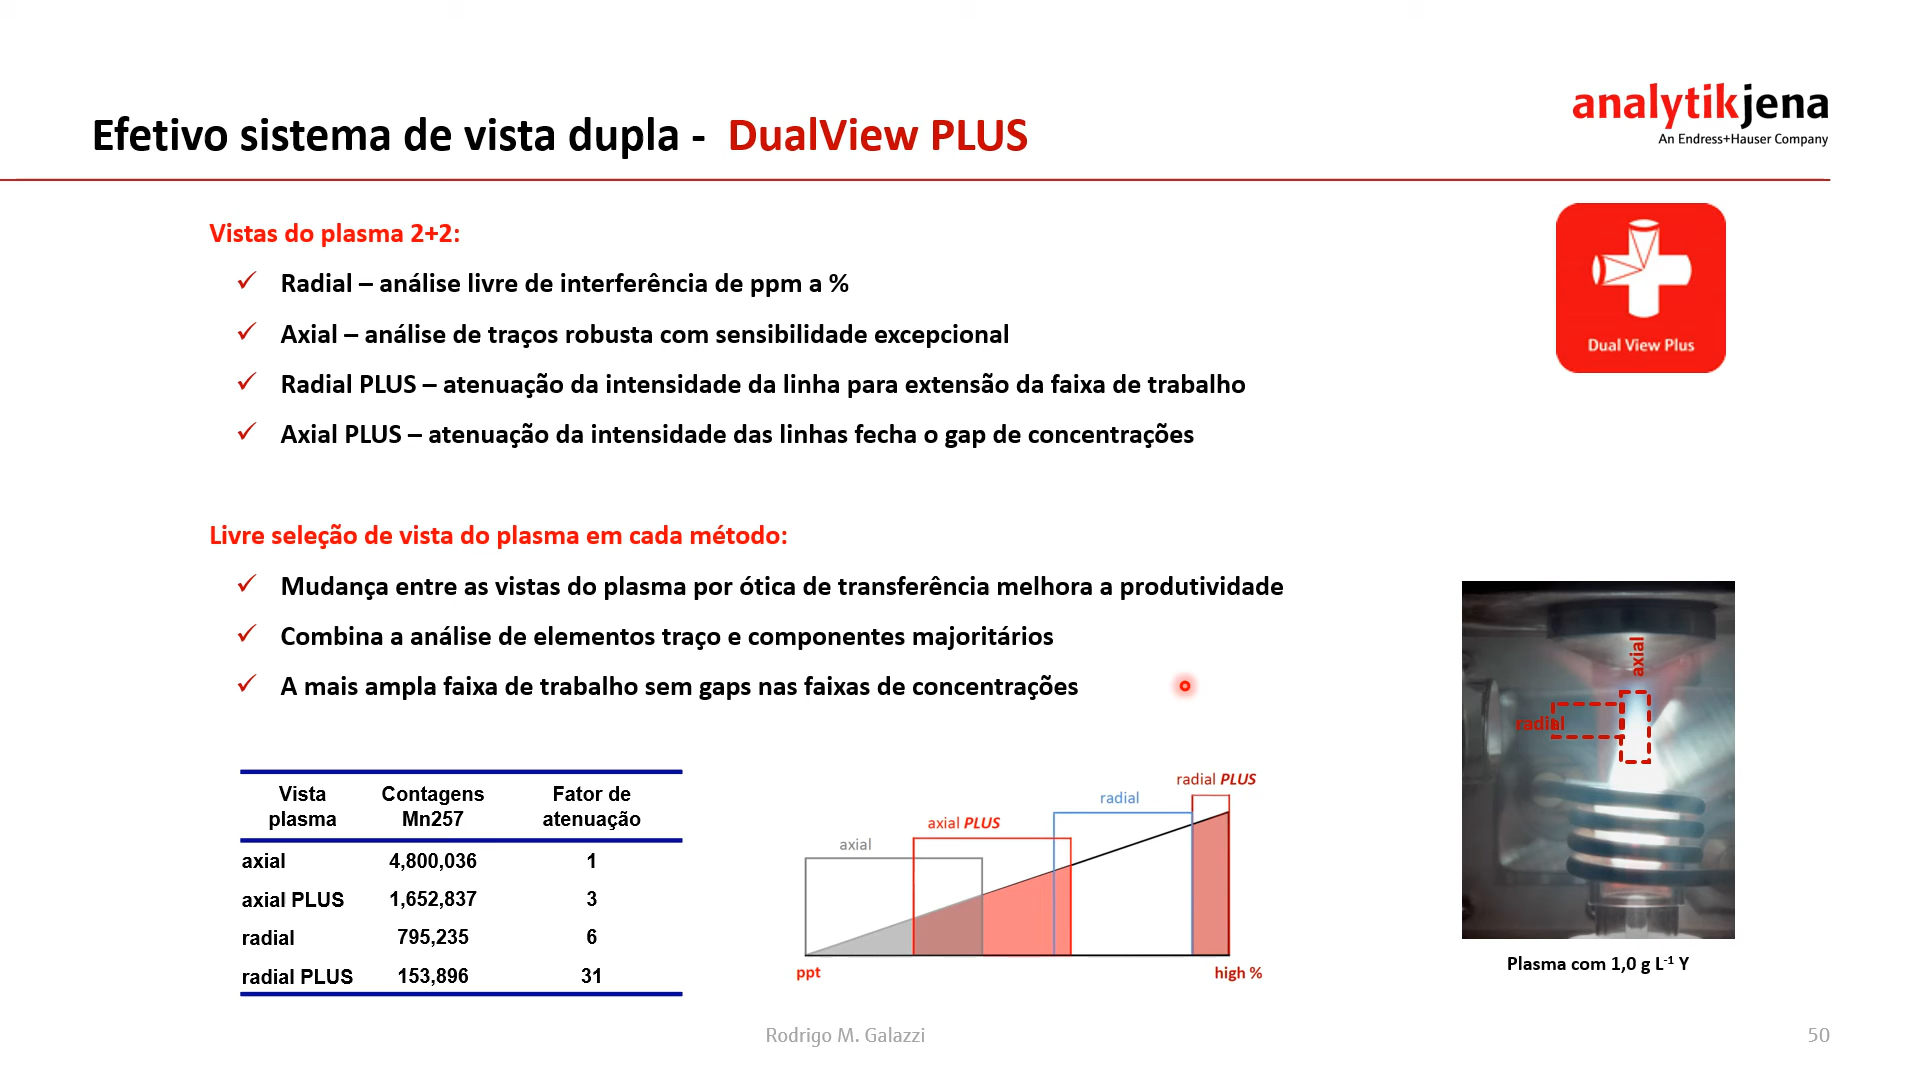 analytikjena
An Endress+Hauser Company
Efetivo sistema de vista dupla - DualView PLUS
Vistas do plasma 2+2:
Radial – análise livre de interferência de ppm a %
Axial – análise de traços robusta com sensibilidade excepcional
Radial PLUS – atenuação da intensidade da linha para extensão da faixa de trabalho
Axial PLUS – atenuação da intensidade das linhas fecha o gap de concentrações
Dual View Plus
Livre seleção de vista do plasma em cada método:
Mudança entre as vistas do plasma por ótica de transferência melhora a produtividade
Combina a análise de elementos traço e componentes majoritários
A mais ampla faixa de trabalho sem gaps nas faixas de concentrações
Vista plasma Contagens Mn257 Fator de atenuação
axial 4,800,036 1
axial PLUS 1,652,837 3
radial 795,235 6
radial PLUS 153,896 31
axial
axial PLUS
radial
radial PLUS
ppt
high %
axial
radial
Plasma com 1,0 g L⁻¹ Y
Rodrigo M. Galazzi
50